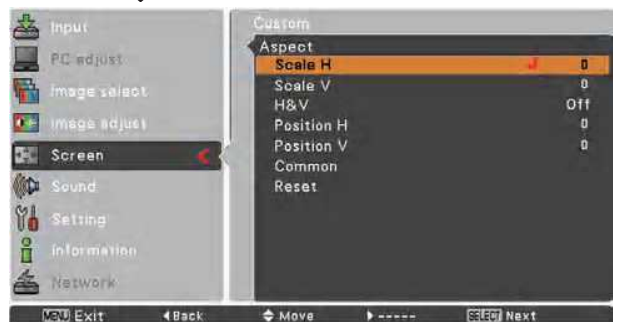 Input
PC adjust
Image select
Image adjust
Screen
Sound
Setting
Information
Network
Custom
Aspect
Scale H 0
Scale V 0
H&V Off
Position H 0
Position V 0
Common
Reset
MENU Exit Back Move ----- SELECT Next